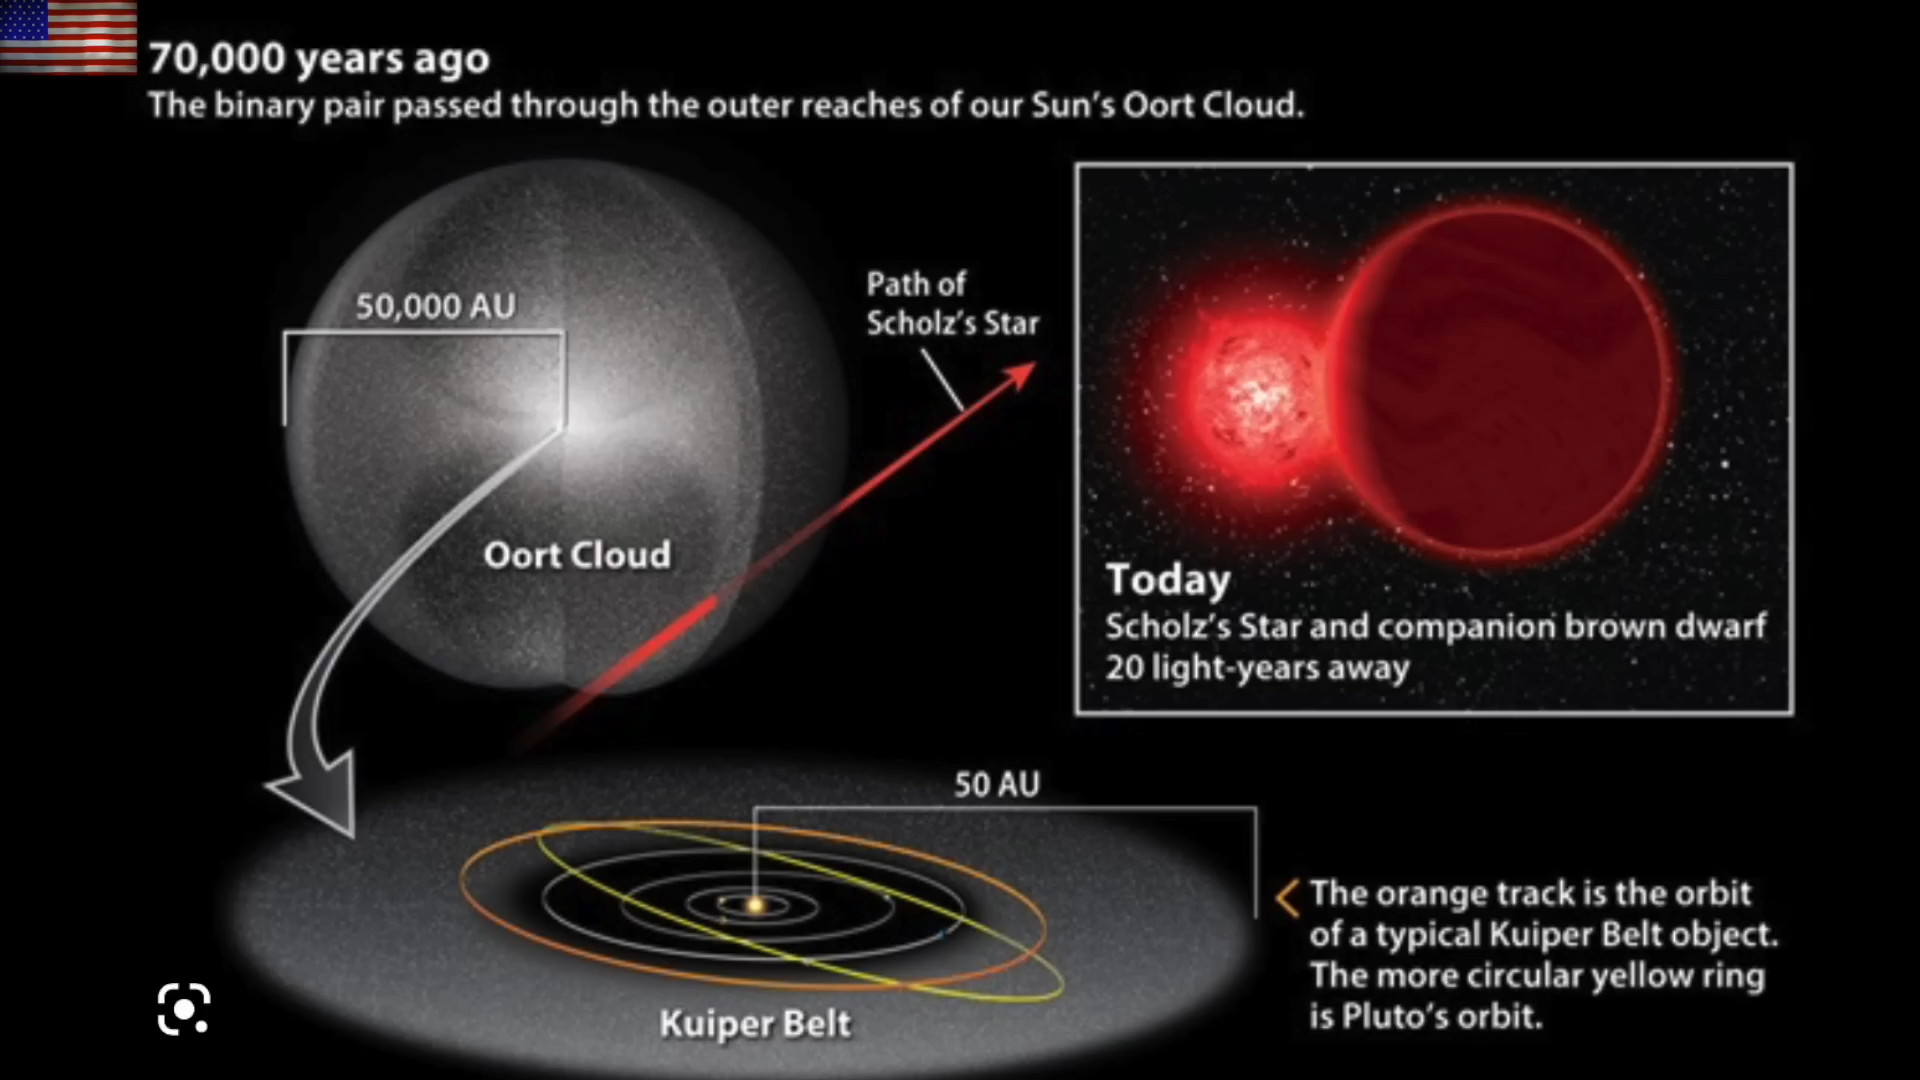 70,000 years ago
The binary pair passed through the outer reaches of our Sun's Oort Cloud.
50,000 AU
Path of
Scholz's Star
Oort Cloud
Today
Scholz's Star and companion brown dwarf
20 light-years away
50 AU
The orange track is the orbit
of a typical Kuiper Belt object.
The more circular yellow ring
is Pluto's orbit.
Kuiper Belt